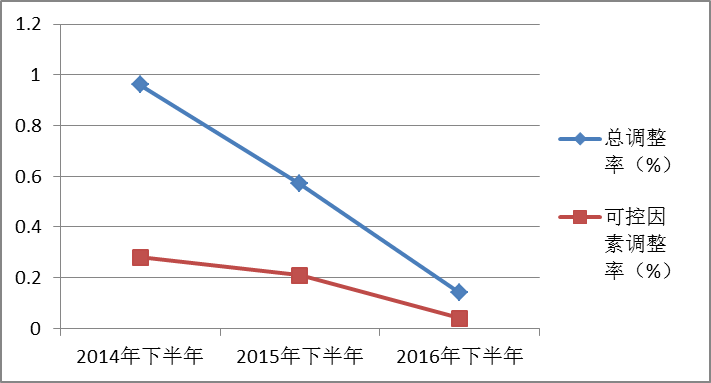 1.2
1
0.8
0.6
0.4
0.2
0
2014年下半年
2015年下半年
2016年下半年
总调整
率（%）
可控因
素调整
率（%）